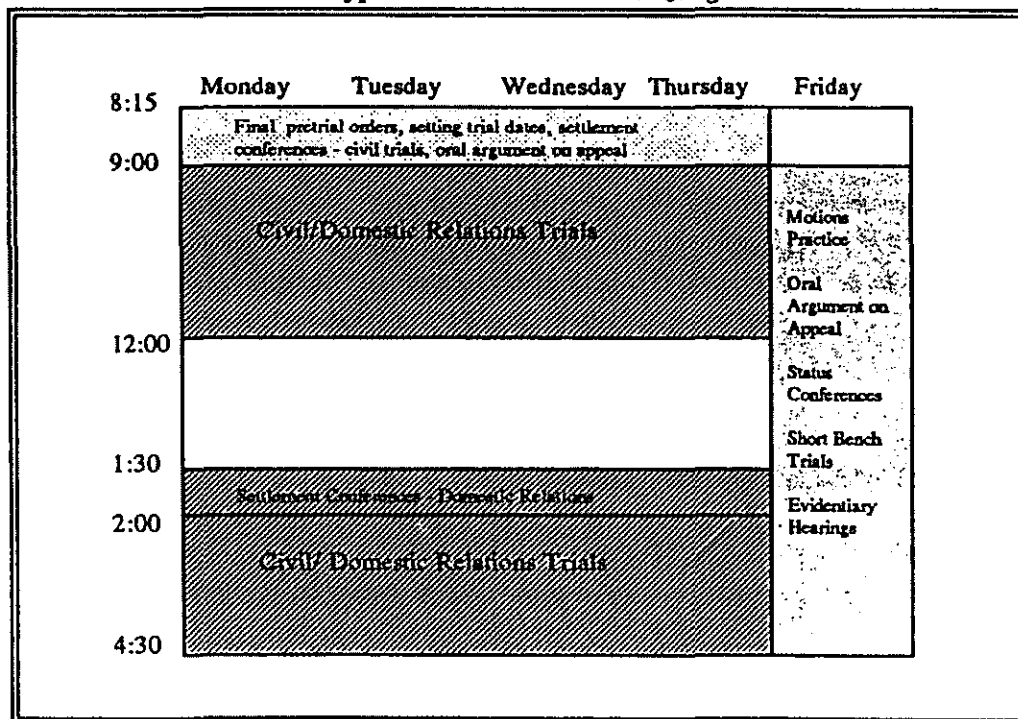 Monday Tuesday Wednesday Thursday Friday
8:15
Final pretrial orders, setting trial dates, settlement
conferences - civil trials, oral argument on appeal
9:00
Civil/Domestic Relations Trials
Motions
Practice
Oral
Argument on
Appeal
12:00
Status
Conferences
Short Bench
Trials
1:30
Settlement Conferences - Domestic Relations
Evidentiary
Hearings
2:00
Civil/ Domestic Relations Trials
4:30